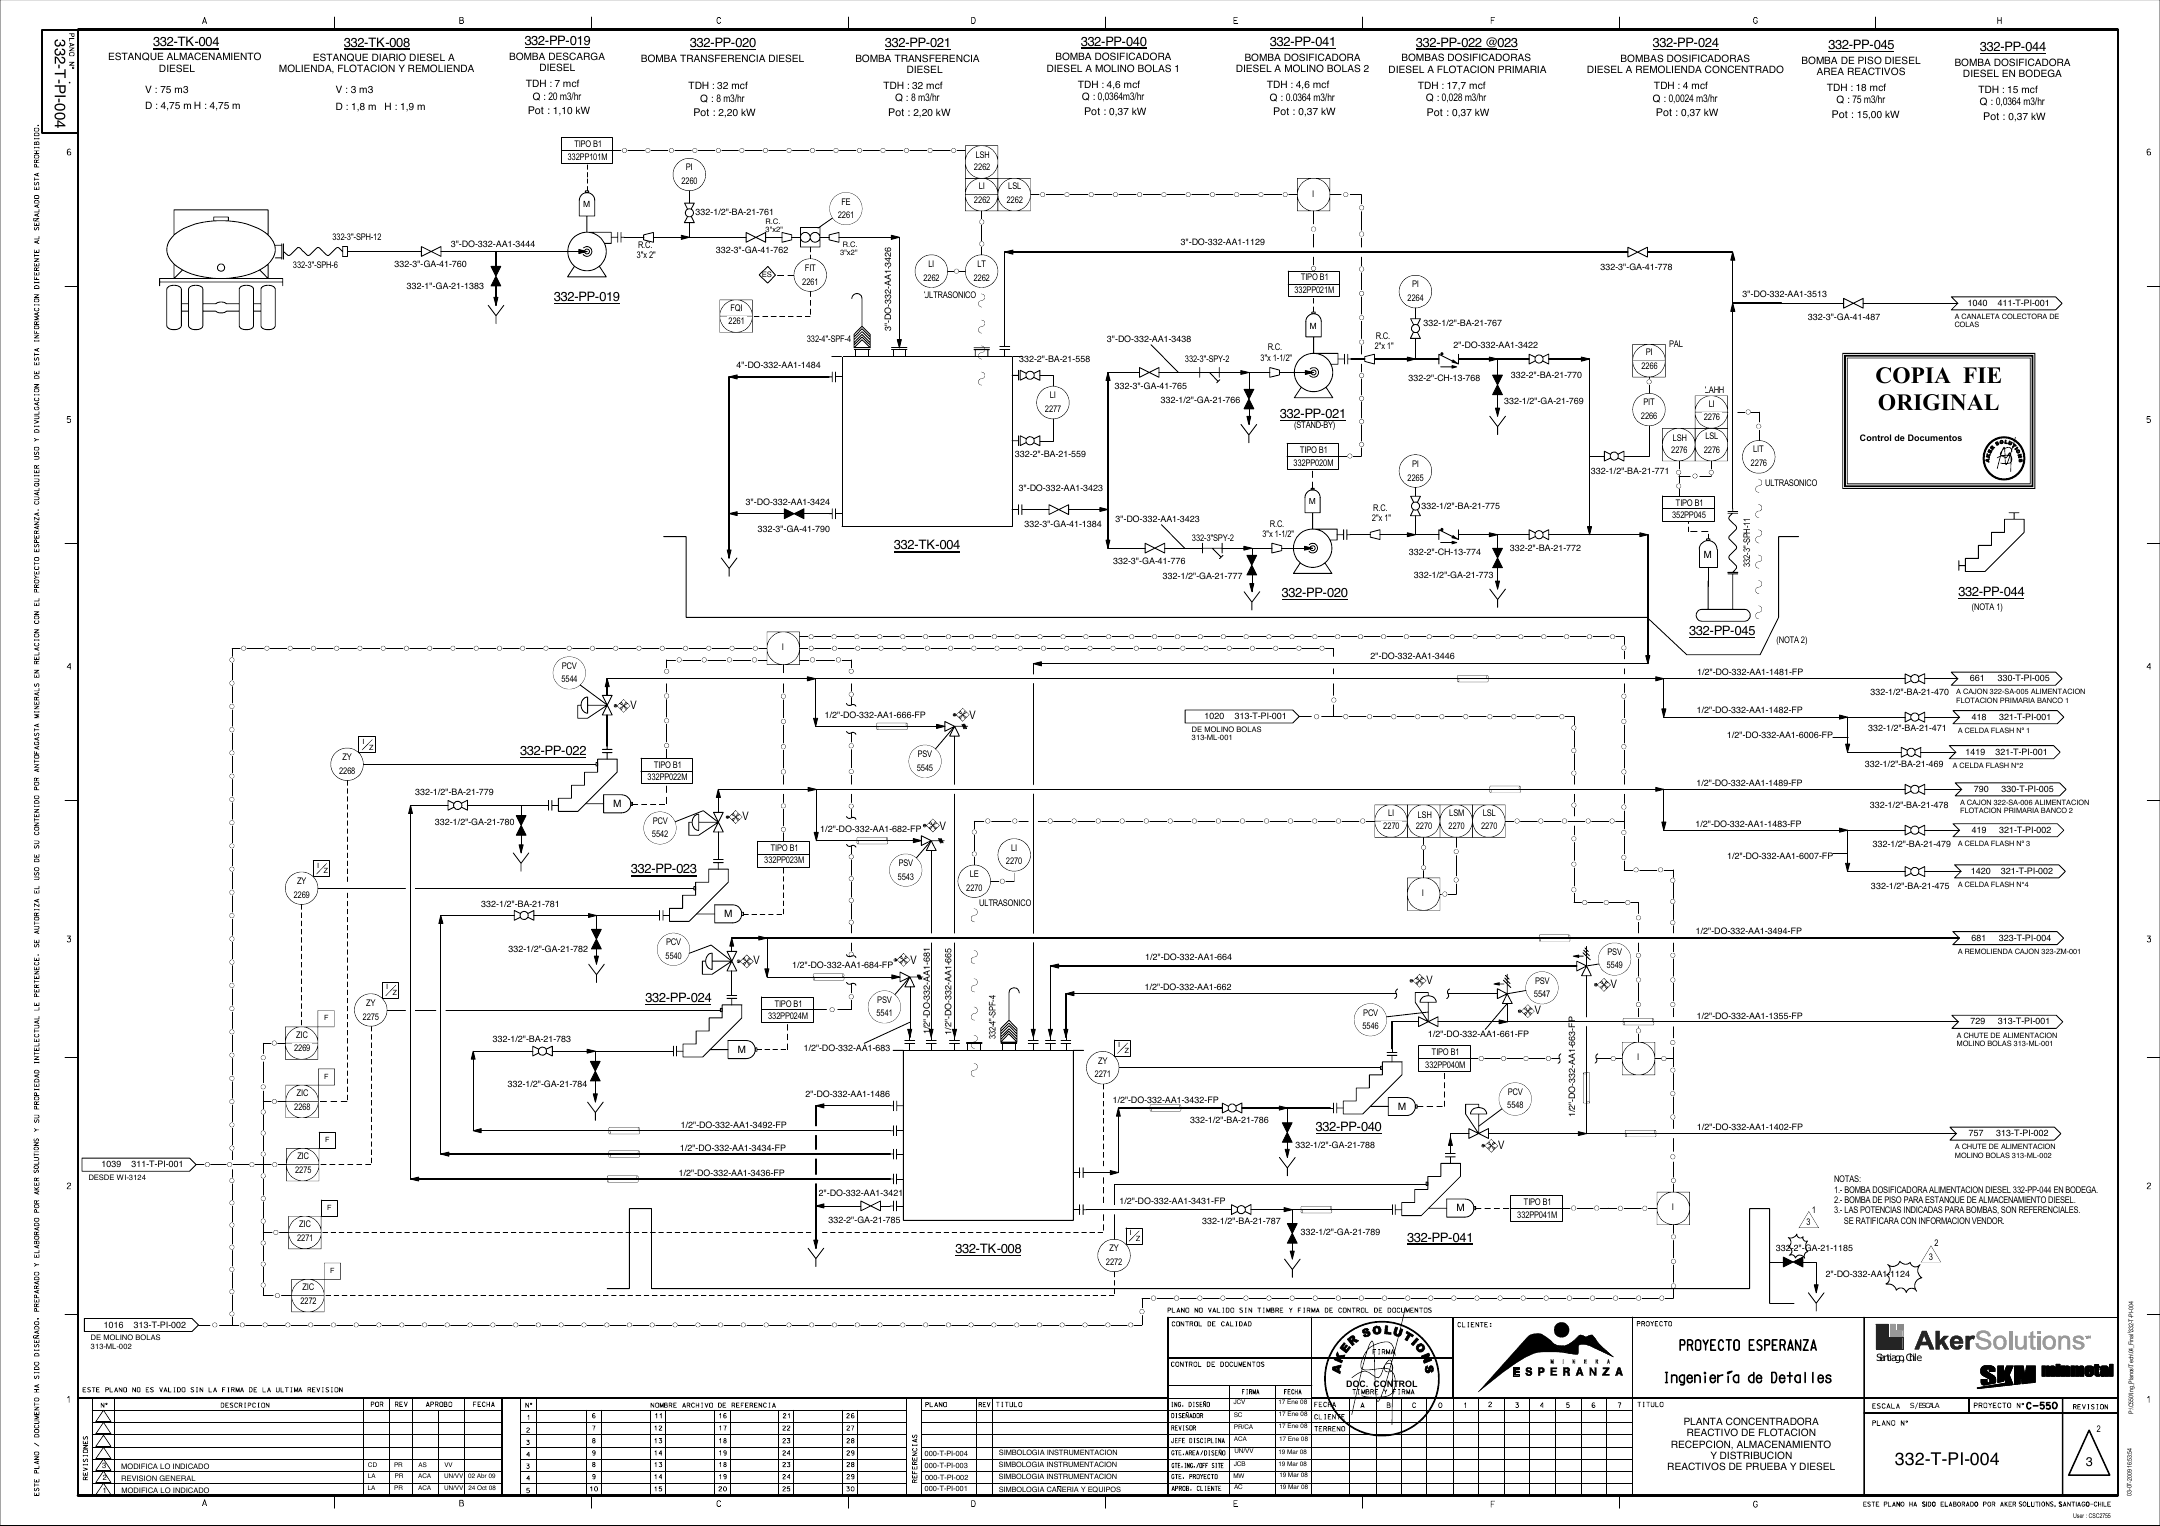 A B C D E F G H
PLANO N°.
332-T-PI-004
332-TK-004
ESTANQUE ALMACENAMIENTO
DIESEL
V : 75 m3
D : 4,75 m H : 4,75 m
332-TK-008
ESTANQUE DIARIO DIESEL A
MOLIENDA, FLOTACION Y REMOLIENDA
V : 3 m3
D : 1,8 m H : 1,9 m
332-PP-019
BOMBA DESCARGA
DIESEL
TDH : 7 mcf
Q : 20 m3/hr
Pot : 1,10 kW
332-PP-020
BOMBA TRANSFERENCIA DIESEL
TDH : 32 mcf
Q : 8 m3/hr
Pot : 2,20 kW
332-PP-021
BOMBA TRANSFERENCIA
DIESEL
TDH : 32 mcf
Q : 8 m3/hr
Pot : 2,20 kW
332-PP-040
BOMBA DOSIFICADORA
DIESEL A MOLINO BOLAS 1
TDH : 4,6 mcf
Q : 0,0364m3/hr
Pot : 0,37 kW
332-PP-041
BOMBA DOSIFICADORA
DIESEL A MOLINO BOLAS 2
TDH : 4,6 mcf
Q : 0,0364 m3/hr
Pot : 0,37 kW
332-PP-022 @023
BOMBAS DOSIFICADORAS
DIESEL A FLOTACION PRIMARIA
TDH : 17,7 mcf
Q : 0,028 m3/hr
Pot : 0,37 kW
332-PP-024
BOMBAS DOSIFICADORAS
DIESEL A REMOLIENDA CONCENTRADO
TDH : 4 mcf
Q : 0,0024 m3/hr
Pot : 0,37 kW
332-PP-045
BOMBA DE PISO DIESEL
AREA REACTIVOS
TDH : 18 mcf
Q : 75 m3/hr
Pot : 15,00 kW
332-PP-044
BOMBA DOSIFICADORA
DIESEL EN BODEGA
TDH : 15 mcf
Q : 0,0364 m3/hr
Pot : 0,37 kW
6
TIPO B1
332PP101M
M
PI
2260
332-1/2"-BA-21-761
FE
2261
R.C.
3"x2"
332-3"-GA-41-762
R.C.
3"x2"
R.C.
3"x 2"
FIT
2261
ES
FQI
2261
LSH
2262
LI
2262
LSL
2262
LI
2262
LT
2262
ULTRASONICO
I
332-3"-SPH-12
332-3"-SPH-6
332-3"-GA-41-760
3"-DO-332-AA1-3444
332-1"-GA-21-1383
332-PP-019
3"-DO-332-AA1-3426
332-4"-SPF-4
3"-DO-332-AA1-1129
332-3"-GA-41-778
3"-DO-332-AA1-3513
332-3"-GA-41-487
1040 411-T-PI-001
A CANALETA COLECTORA DE
COLAS
TIPO B1
332PP021M
M
PI
2264
332-1/2"-BA-21-767
3"-DO-332-AA1-3438
332-3"-SPY-2
332-3"-GA-41-765
R.C.
3"x 1-1/2"
R.C.
2"x 1"
2"-DO-332-AA1-3422
332-2"-CH-13-768
332-2"-BA-21-770
332-1/2"-GA-21-766
332-1/2"-GA-21-769
332-PP-021
(STAND-BY)
4"-DO-332-AA1-1484
332-2"-BA-21-558
LI
2277
332-2"-BA-21-559
5
TIPO B1
332PP020M
M
PI
2265
332-1/2"-BA-21-775
PAL
PI
2266
PIT
2266
332-1/2"-BA-21-771
LAHH
LI
2276
LSH
2276
LSL
2276
LIT
2276
ULTRASONICO
TIPO B1
352PP045
M
332-3"-SPH-11
COPIA FIE
ORIGINAL
Control de Documentos
AKER SOLUTIONS
3"-DO-332-AA1-3424
332-3"-GA-41-790
3"-DO-332-AA1-3423
332-3"-GA-41-1384
3"-DO-332-AA1-3423
332-3"SPY-2
332-3"-GA-41-776
R.C.
3"x 1-1/2"
R.C.
2"x 1"
332-2"-CH-13-774
332-2"-BA-21-772
332-1/2"-GA-21-777
332-1/2"-GA-21-773
332-TK-004
332-PP-020
332-PP-044
(NOTA 1)
332-PP-045
(NOTA 2)
4
I
PCV
5544
V
332-PP-022
1/2"-DO-332-AA1-666-FP
V
PSV
5545
2"-DO-332-AA1-3446
1020 313-T-PI-001
DE MOLINO BOLAS
313-ML-001
1/2"-DO-332-AA1-1481-FP
332-1/2"-BA-21-470
661 330-T-PI-005
A CAJON 322-SA-005 ALIMENTACION
FLOTACION PRIMARIA BANCO 1
1/2"-DO-332-AA1-1482-FP
332-1/2"-BA-21-471
418 321-T-PI-001
A CELDA FLASH N° 1
1/2"-DO-332-AA1-6006-FP
332-1/2"-BA-21-469
1419 321-T-PI-001
A CELDA FLASH N°2
I/Z
ZY
2268
TIPO B1
332PP022M
M
332-1/2"-BA-21-779
332-1/2"-GA-21-780
PCV
5542
V
332-PP-023
1/2"-DO-332-AA1-682-FP
V
PSV
5543
TIPO B1
332PP023M
LI
2270
LE
2270
ULTRASONICO
LI
2270
LSH
2270
LSM
2270
LSL
2270
I
1/2"-DO-332-AA1-1489-FP
332-1/2"-BA-21-478
790 330-T-PI-005
A CAJON 322-SA-006 ALIMENTACION
FLOTACION PRIMARIA BANCO 2
1/2"-DO-332-AA1-1483-FP
332-1/2"-BA-21-479
419 321-T-PI-002
A CELDA FLASH N° 3
1/2"-DO-332-AA1-6007-FP
332-1/2"-BA-21-475
1420 321-T-PI-002
A CELDA FLASH N°4
I/Z
ZY
2269
M
332-1/2"-BA-21-781
332-1/2"-GA-21-782
3
PCV
5540
V
332-PP-024
1/2"-DO-332-AA1-684-FP
V
PSV
5541
1/2"-DO-332-AA1-681
1/2"-DO-332-AA1-665
3324"-SPF-4
1/2"-DO-332-AA1-664
1/2"-DO-332-AA1-662
1/2"-DO-332-AA1-3494-FP
681 323-T-PI-004
A REMOLIENDA CAJON 323-ZM-001
PSV
5549
V
PSV
5547
V
PCV
5546
V
1/2"-DO-332-AA1-661-FP
1/2"-DO-332-AA1-663-FP
1/2"-DO-332-AA1-1355-FP
729 313-T-PI-001
A CHUTE DE ALIMENTACION
MOLINO BOLAS 313-ML-001
I/Z
ZY
2275
TIPO B1
332PP024M
M
F
ZIC
2269
332-1/2"-BA-21-783
332-1/2"-GA-21-784
1/2"-DO-332-AA1-683
I/Z
ZY
2271
TIPO B1
332PP040M
I
M
F
ZIC
2268
2"-DO-332-AA1-1486
1/2"-DO-332-AA1-3432-FP
332-1/2"-BA-21-786
332-PP-040
332-1/2"-GA-21-788
PCV
5548
V
1/2"-DO-332-AA1-1402-FP
757 313-T-PI-002
A CHUTE DE ALIMENTACION
MOLINO BOLAS 313-ML-002
1/2"-DO-332-AA1-3492-FP
1/2"-DO-332-AA1-3434-FP
1/2"-DO-332-AA1-3436-FP
F
ZIC
2275
1039 311-T-PI-001
DESDE WI-3124
2
2"-DO-332-AA1-3421
332-2"-GA-21-785
332-TK-008
1/2"-DO-332-AA1-3431-FP
332-1/2"-BA-21-787
332-1/2"-GA-21-789
332-PP-041
M
TIPO B1
332PP041M
I
F
ZIC
2271
I/Z
ZY
2272
F
ZIC
2272
NOTAS:
1.- BOMBA DOSIFICADORA ALIMENTACION DIESEL 332-PP-044 EN BODEGA.
2.- BOMBA DE PISO PARA ESTANQUE DE ALMACENAMIENTO DIESEL.
3.- LAS POTENCIAS INDICADAS PARA BOMBAS, SON REFERENCIALES.
SE RATIFICARA CON INFORMACION VENDOR.
1
3
332-2"-GA-21-1185
2
3
2"-DO-332-AA1-1124
1016 313-T-PI-002
DE MOLINO BOLAS
313-ML-002
PLANO NO VALIDO SIN TIMBRE Y FIRMA DE CONTROL DE DOCUMENTOS
CONTROL DE CALIDAD
CONTROL DE DOCUMENTOS
FIRMA
AKER SOLUTIONS
DOC. CONTROL
TIMBRE Y FIRMA
CLIENTE:
MINERA
ESPERANZA
PROYECTO
PROYECTO ESPERANZA
Ingeniería de Detalles
AkerSolutions
Santiago, Chile
SKM minmetal
ESCALA S/ESCALA
PROYECTO N° C-550
REVISION
TITULO
PLANTA CONCENTRADORA
REACTIVO DE FLOTACION
RECEPCION, ALMACENAMIENTO
Y DISTRIBUCION
REACTIVOS DE PRUEBA Y DIESEL
PLANO N°
332-T-PI-004
2
3
ESTE PLANO NO ES VALIDO SIN LA FIRMA DE LA ULTIMA REVISION
REVISIONES
N° DESCRIPCION POR REV APROBO FECHA
3 MODIFICA LO INDICADO CD PR AS VV
2 REVISION GENERAL LA PR ACA UN/VV 02 Abr 09
1 MODIFICA LO INDICADO LA PR ACA UN/VV 24 Oct 08
N° NOMBRE ARCHIVO DE REFERENCIA
1 6 11 16 21 26
2 7 12 17 22 27
3 8 13 18 23 28
4 9 14 19 24 29
3 8 13 18 23 28
4 9 14 19 24 29
5 10 15 20 25 30
REFERENCIAS
PLANO REV TITULO
000-T-PI-004 SIMBOLOGIA INSTRUMENTACION
000-T-PI-003 SIMBOLOGIA INSTRUMENTACION
000-T-PI-002 SIMBOLOGIA INSTRUMENTACION
000-T-PI-001 SIMBOLOGIA CAÑERIA Y EQUIPOS
FIRMA FECHA
ING. DISEÑO JCV 17 Ene 08
DISEÑADOR SC 17 Ene 08
REVISOR PR/CA 17 Ene 08
JEFE DISCIPLINA ACA 17 Ene 08
GTE.AREA/DISEÑO UN/VV 19 Mar 08
GTE.ING./OFF SITE JCB 19 Mar 08
GTE. PROYECTO MW 19 Mar 08
APROB. CLIENTE AC 19 Mar 08
FECHA A B C 0 1 2 3 4 5 6 7
CLIENTE
TERRENO
1
A B C D E F G
ESTE PLANO HA SIDO ELABORADO POR AKER SOLUTIONS, SANTIAGO-CHILE
User : CSC2755
ESTE PLANO / DOCUMENTO HA SIDO DISEÑADO, PREPARADO Y ELABORADO POR AKER SOLUTIONS Y SU PROPIEDAD INTELECTUAL LE PERTENECE. SE AUTORIZA EL USO DE SU CONTENIDO POR ANTOFAGASTA MINERALS EN RELACION CON EL PROYECTO ESPERANZA. CUALQUIER USO Y DIVULGACION DE ESTA INFORMACION DIFERENTE AL SEÑALADO ESTA PROHIBIDO.